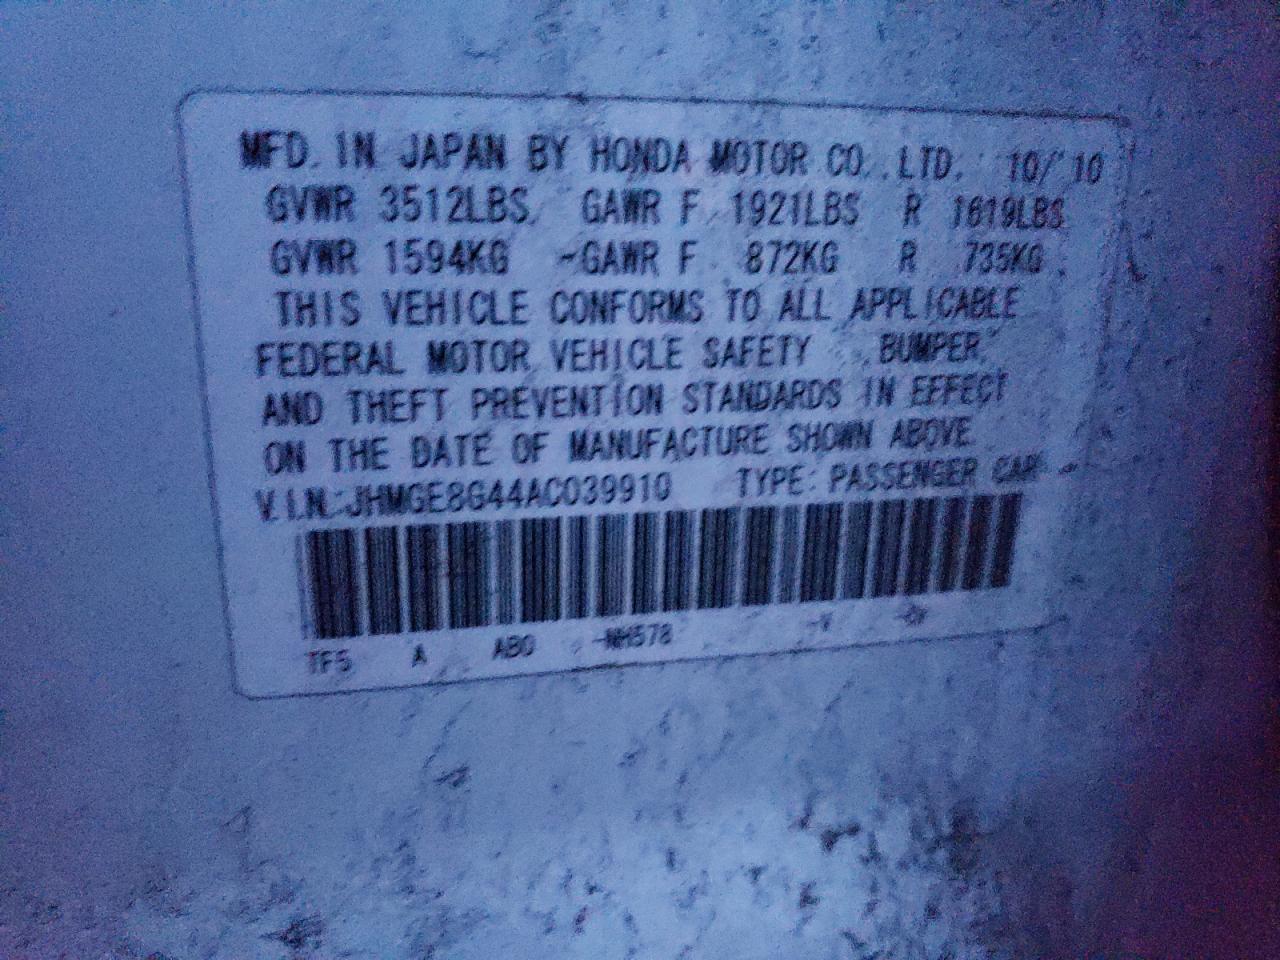 MFD. IN JAPAN BY HONDA MOTOR CO., LTD. 10/10
GVWR 3512LBS GAWR F 1921LBS R 1619LBS
GVWR 1594KG GAWR F 872KG R 735KG
THIS VEHICLE CONFORMS TO ALL APPLICABLE
FEDERAL MOTOR VEHICLE SAFETY, BUMPER,
AND THEFT PREVENTION STANDARDS IN EFFECT
ON THE DATE OF MANUFACTURE SHOWN ABOVE.
V.I.N.:JHMGE8G44AC039910 TYPE: PASSENGER CAR
TF5 A AB0 -NH578 -V